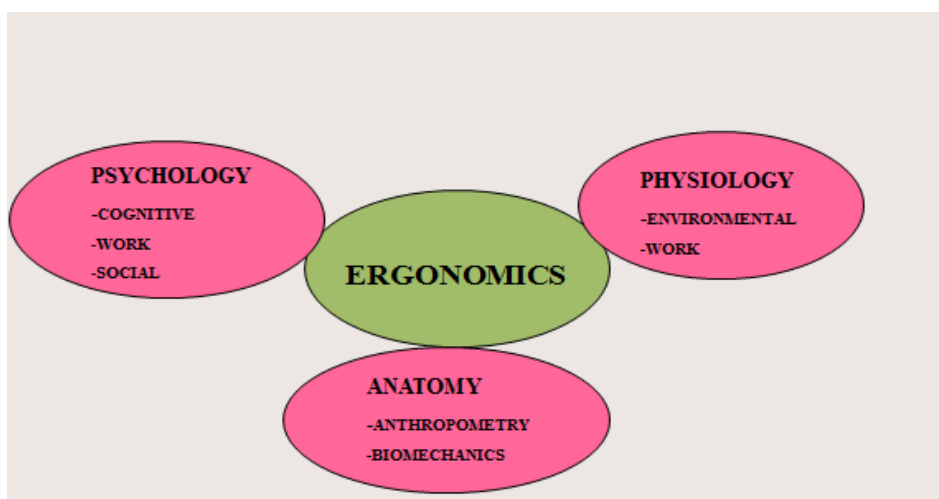 PSYCHOLOGY
-COGNITIVE
-WORK
-SOCIAL
PHYSIOLOGY
-ENVIRONMENTAL
-WORK
ERGONOMICS
ANATOMY
-ANTHROPOMETRY
-BIOMECHANICS